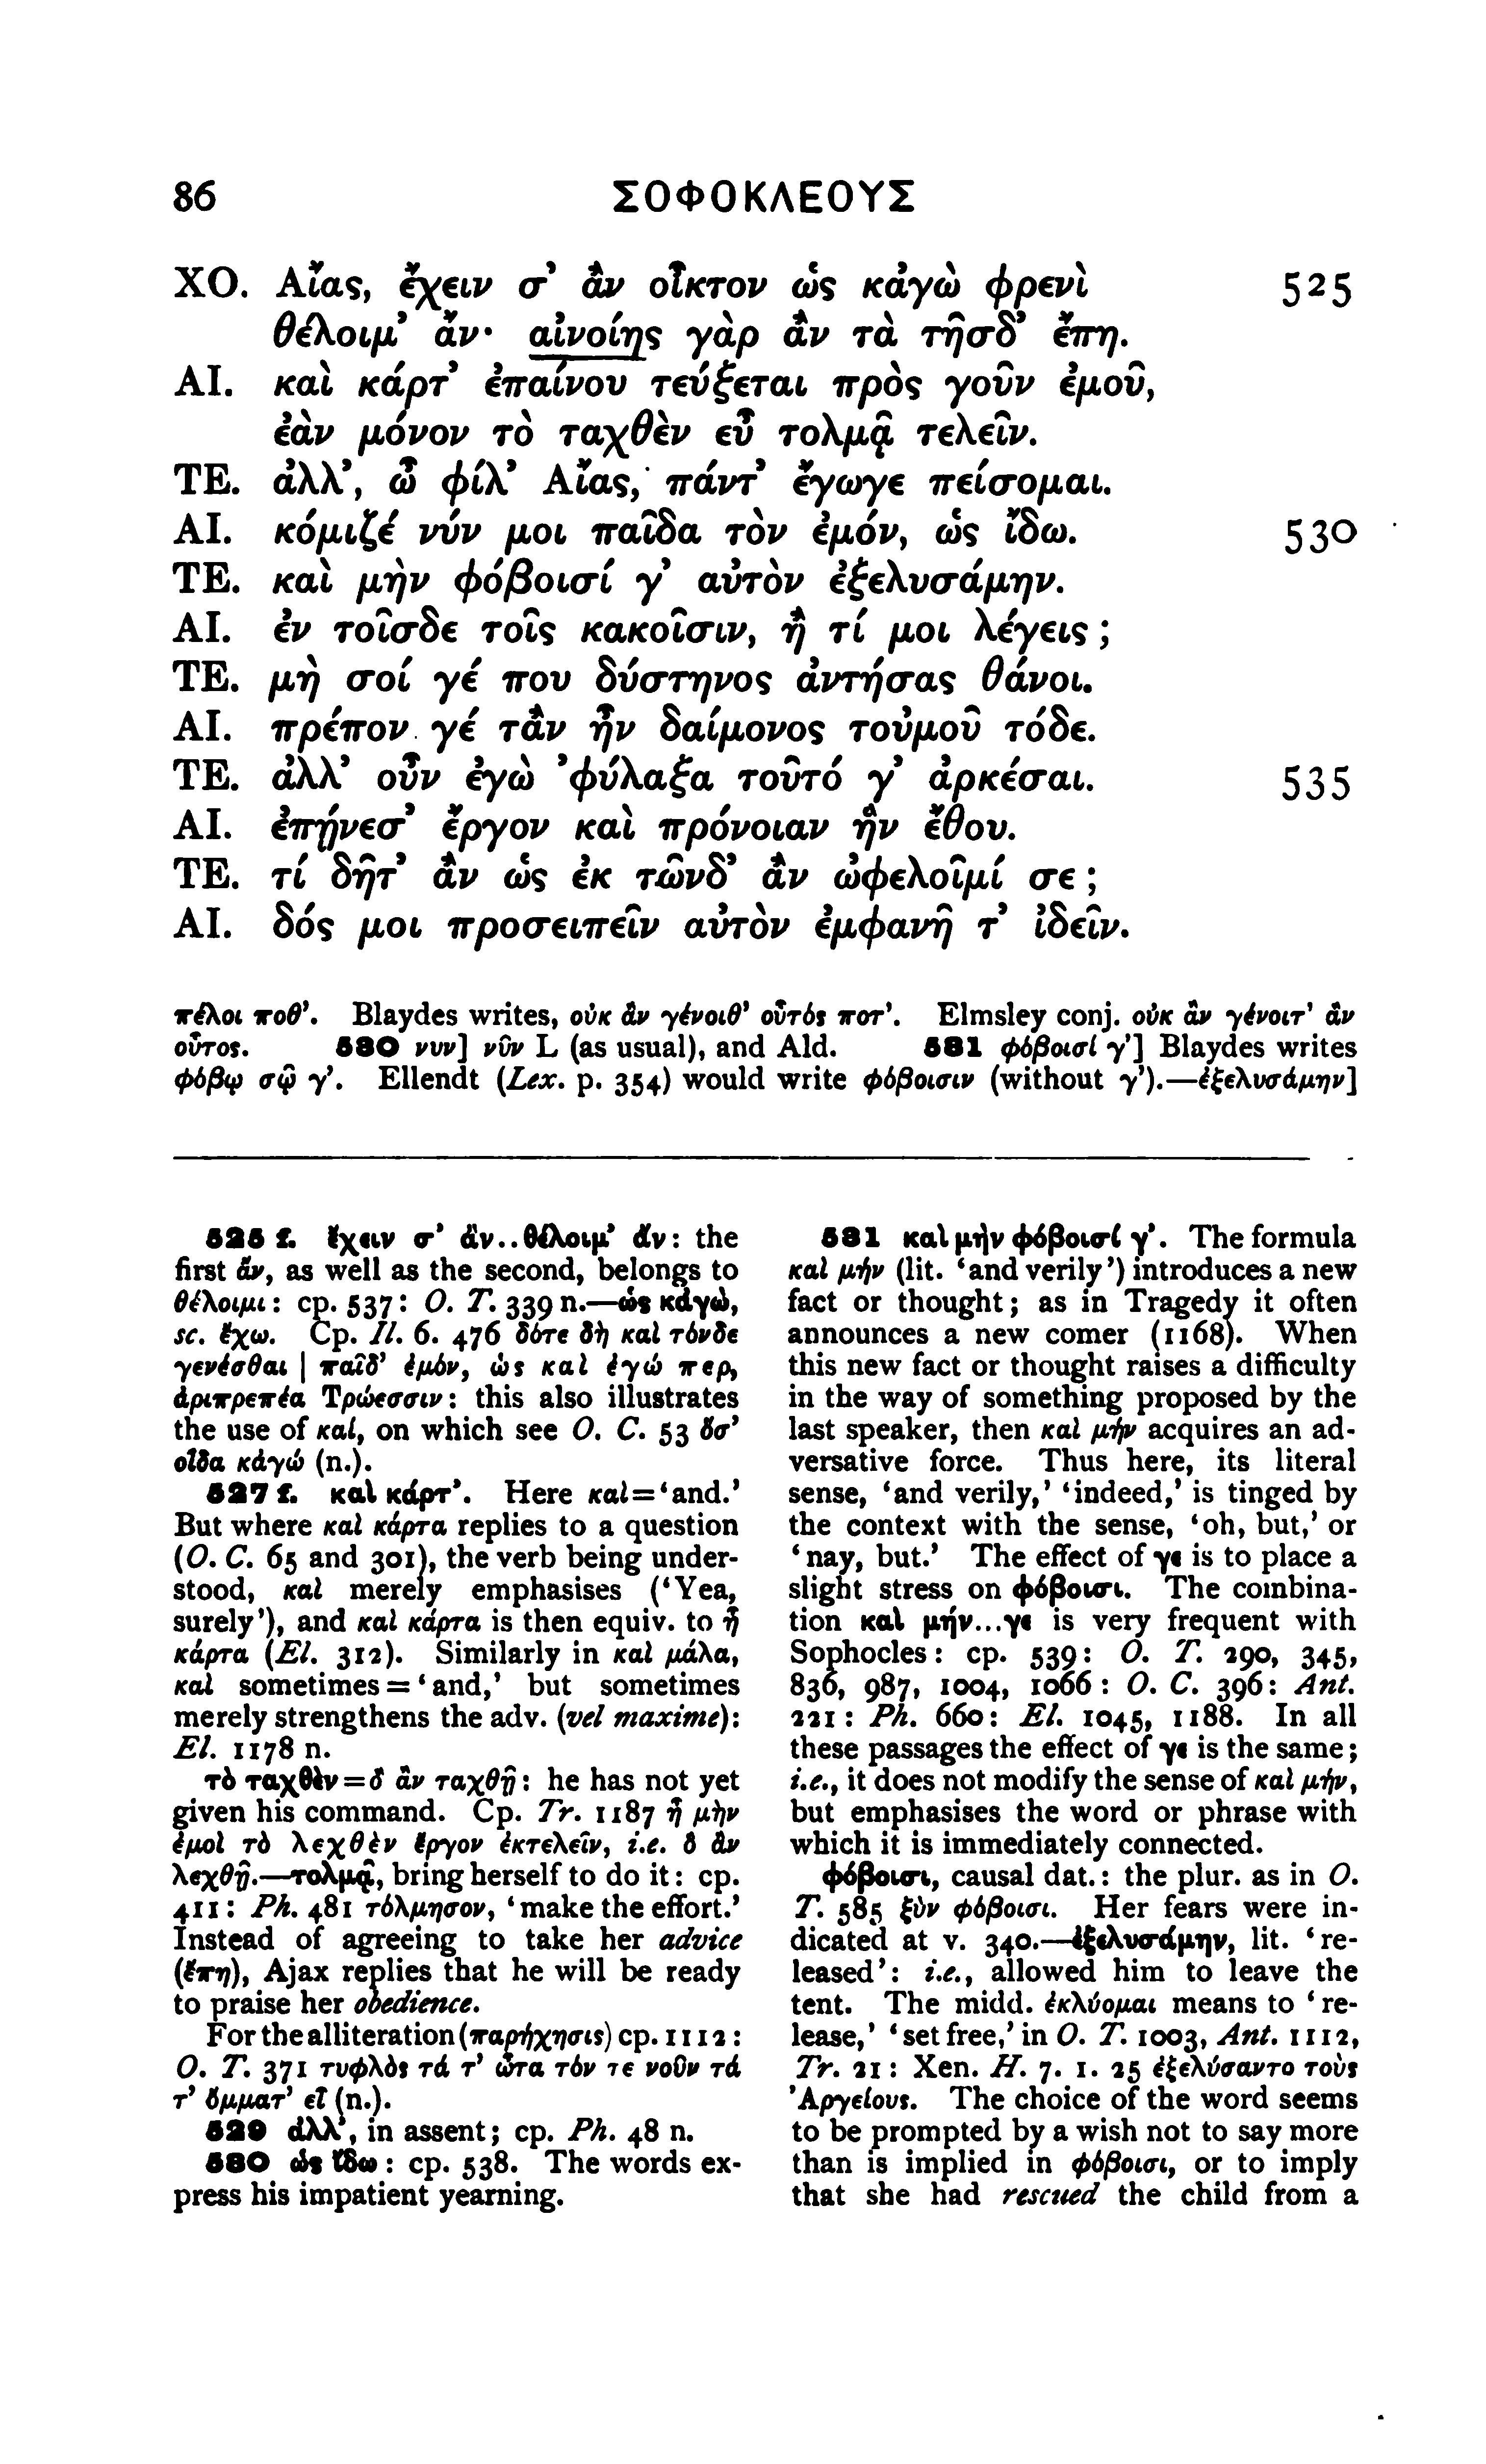 86 ΣΟΦΟΚΛΕΟΥΣ
ΧΟ. Αἴας, ἔχειν σ’ ἂν οἶκτον ὡς κἀγὼ φρενὶ 525
θέλοιμ’ ἄν· αἰνοίης γὰρ ἂν τὰ τῆσδ’ ἔπη.
ΑΙ. καὶ κάρτ’ ἐπαίνου τεύξεται πρὸς γοῦν ἐμοῦ,
ἐὰν μόνον τὸ ταχθὲν εὖ τολμᾷ τελεῖν.
ΤΕ. ἀλλ’, ὦ φίλ’ Αἴας, πάντ’ ἔγωγε πείσομαι.
ΑΙ. κόμιζέ νύν μοι παῖδα τὸν ἐμόν, ὡς ἴδω. 530
ΤΕ. καὶ μὴν φόβοισί γ’ αὐτὸν ἐξελυσάμην.
ΑΙ. ἐν τοῖσδε τοῖς κακοῖσιν, ἢ τί μοι λέγεις;
ΤΕ. μὴ σοί γέ που δύστηνος ἀντήσας θάνοι.
ΑΙ. πρέπον γέ τἂν ἦν δαίμονος τοὐμοῦ τόδε.
ΤΕ. ἀλλ’ οὖν ἐγὼ ’φύλαξα τοῦτό γ’ ἀρκέσαι. 535
ΑΙ. ἐπῄνεσ’ ἔργον καὶ πρόνοιαν ἣν ἔθου.
ΤΕ. τί δῆτ’ ἂν ὡς ἐκ τῶνδ’ ἂν ὠφελοῖμί σε;
ΑΙ. δός μοι προσειπεῖν αὐτὸν ἐμφανῆ τ’ ἰδεῖν.
πέλοι ποθ’. Blaydes writes, οὐκ ἂν γένοιθ’ οὗτός ποτ’. Elmsley conj. οὐκ ἂν γένοιτ’ ἂν
οὗτος. 530 νυν] νῦν L (as usual), and Ald. 531 φόβοισί γ’] Blaydes writes
φόβῳ σῷ γ’. Ellendt (Lex. p. 354) would write φόβοισιν (without γ’).—ἐξελυσάμην]
525 f. ἔχειν σ’ ἂν..θέλοιμ’ ἄν: the
first ἄν, as well as the second, belongs to
θέλοιμι: cp. 537: O. T. 339 n.—ὡς κἀγὼ,
sc. ἔχω. Cp. Il. 6. 476 δότε δὴ καὶ τόνδε
γενέσθαι | παῖδ’ ἐμόν, ὡς καὶ ἐγώ περ,
ἀριπρεπέα Τρώεσσιν: this also illustrates
the use of καί, on which see O. C. 53 ὅσ’
οἶδα κἀγώ (n.).
527 f. καὶ κάρτ’. Here καὶ=‘and.’
But where καὶ κάρτα replies to a question
(O. C. 65 and 301), the verb being under-
stood, καὶ merely emphasises (‘Yea,
surely’), and καὶ κάρτα is then equiv. to ἦ
κάρτα (El. 312). Similarly in καὶ μάλα,
καὶ sometimes=‘and,’ but sometimes
merely strengthens the adv. (vel maxime):
El. 1178 n.
τὸ ταχθὲν=ὃ ἂν ταχθῇ: he has not yet
given his command. Cp. Tr. 1187 ἦ μὴν
ἐμοὶ τὸ λεχθὲν ἔργον ἐκτελεῖν, i.e. ὃ ἂν
λεχθῇ.—τολμᾷ, bring herself to do it: cp.
411: Ph. 481 τόλμησον, ‘make the effort.’
Instead of agreeing to take her advice
(ἔπη), Ajax replies that he will be ready
to praise her obedience.
For the alliteration (παρήχησις) cp. 1112:
O. T. 371 τυφλὸς τά τ’ ὦτα τόν τε νοῦν τά
τ’ ὄμματ’ εἶ (n.).
529 ἀλλ’, in assent; cp. Ph. 48 n.
530 ὡς ἴδω: cp. 538. The words ex-
press his impatient yearning.
531 καὶ μὴν φόβοισί γ’. The formula
καὶ μήν (lit. ‘and verily’) introduces a new
fact or thought; as in Tragedy it often
announces a new comer (1168). When
this new fact or thought raises a difficulty
in the way of something proposed by the
last speaker, then καὶ μήν acquires an ad-
versative force. Thus here, its literal
sense, ‘and verily,’ ‘indeed,’ is tinged by
the context with the sense, ‘oh, but,’ or
‘nay, but.’ The effect of γε is to place a
slight stress on φόβοισι. The combina-
tion καὶ μήν...γε is very frequent with
Sophocles: cp. 539: O. T. 290, 345,
836, 987, 1004, 1066: O. C. 396: Ant.
221: Ph. 660: El. 1045, 1188. In all
these passages the effect of γε is the same;
i.e., it does not modify the sense of καὶ μήν,
but emphasises the word or phrase with
which it is immediately connected.
φόβοισι, causal dat.: the plur. as in O.
T. 585 ξὺν φόβοισι. Her fears were in-
dicated at v. 340.—ἐξελυσάμην, lit. ‘re-
leased’: i.e., allowed him to leave the
tent. The midd. ἐκλύομαι means to ‘re-
lease,’ ‘set free,’ in O. T. 1003, Ant. 1112,
Tr. 21: Xen. H. 7. 1. 25 ἐξελύσαντο τοὺς
Ἀργείους. The choice of the word seems
to be prompted by a wish not to say more
than is implied in φόβοισι, or to imply
that she had rescued the child from a